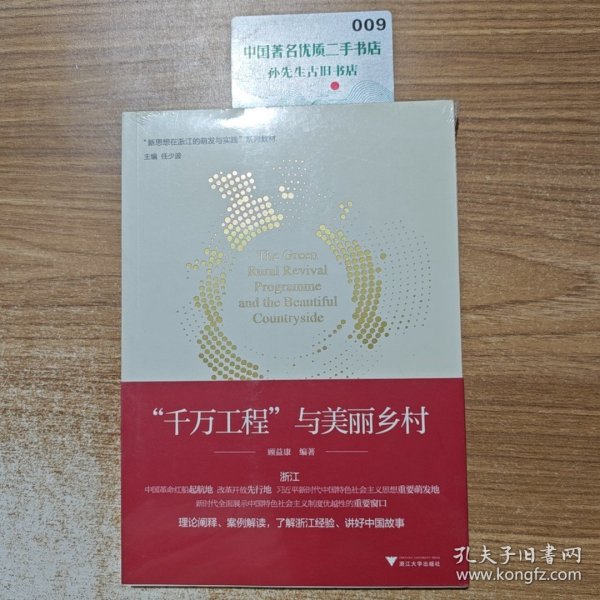 009
中国著名优质二手书店
孙先生古旧书店
“新思想在浙江的萌发与实践”系列教材
主编 任少波
The Green
Rural Revival
Programme
and the Beautiful
Countryside
“千万工程”与美丽乡村
顾益康 编著
浙江
中国革命红船起航地 改革开放先行地 习近平新时代中国特色社会主义思想重要萌发地
新时代全面展示中国特色社会主义制度优越性的重要窗口
理论阐释、案例解读，了解浙江经验、讲好中国故事
浙江大学出版社
孔夫子旧书网
www.kongfz.com